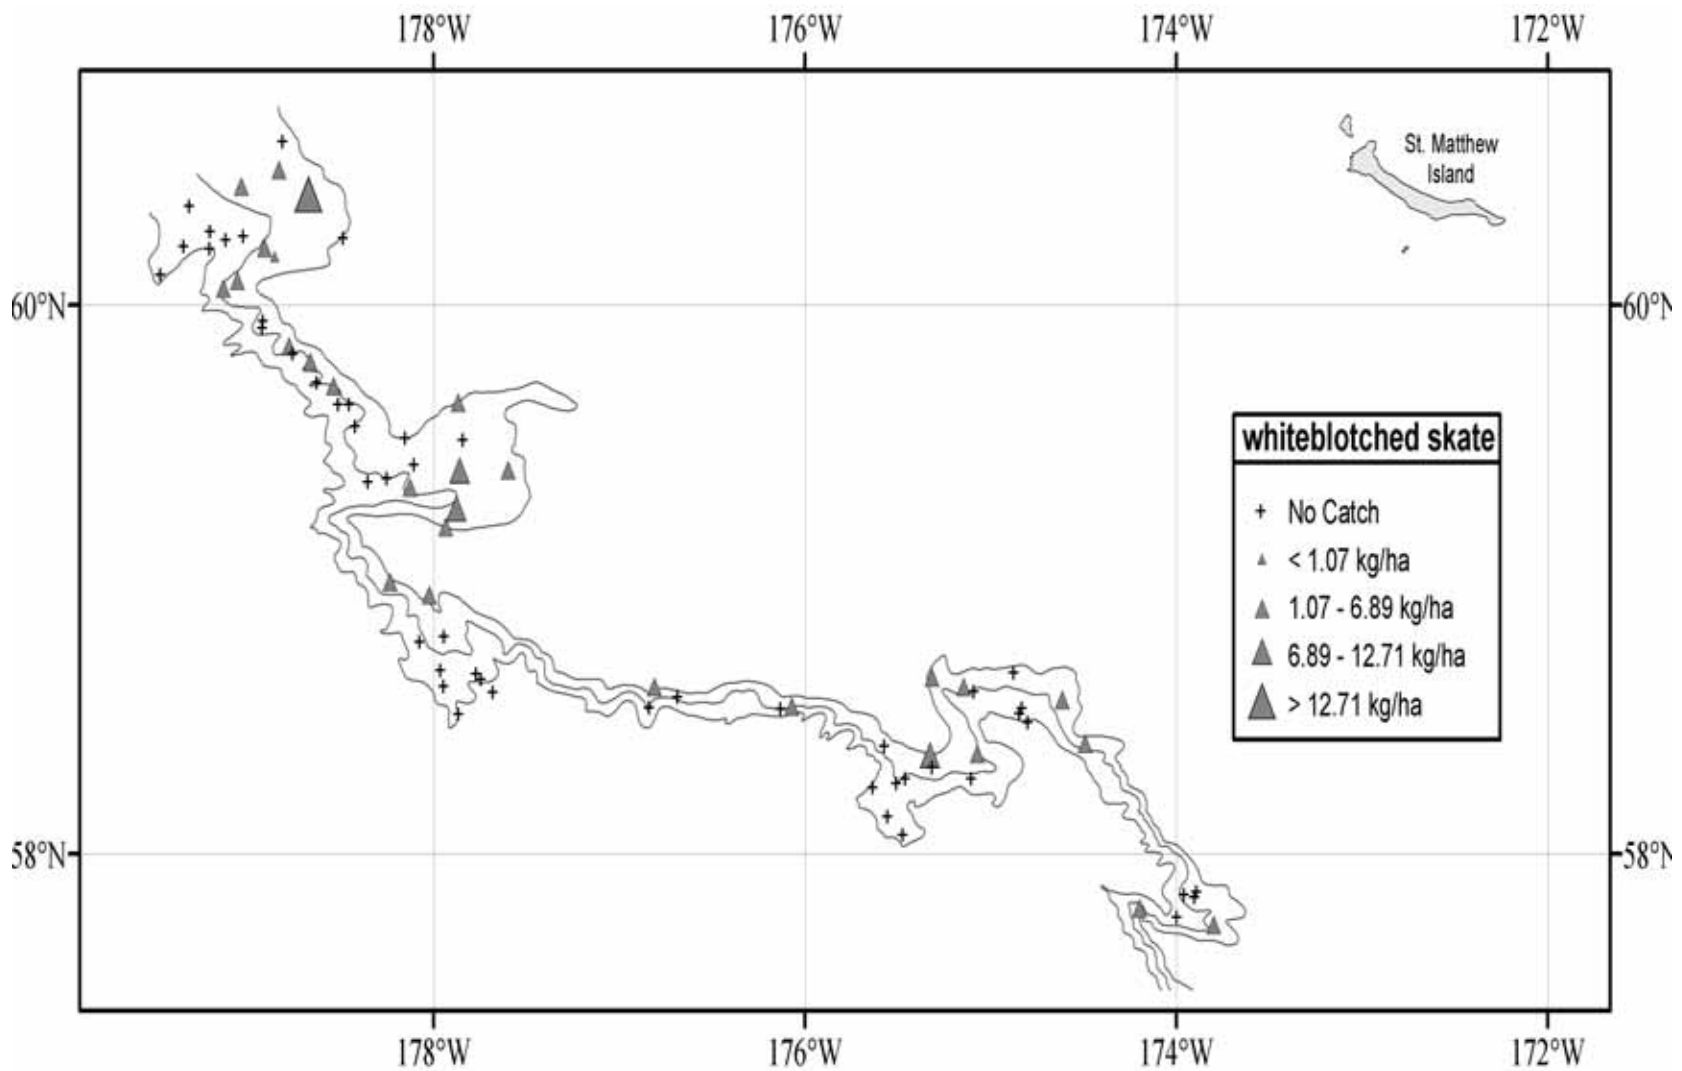 178°W 176°W 174°W 172°W
St. Matthew
Island
60°N 60°N
whiteblotched skate
No Catch
< 1.07 kg/ha
1.07 - 6.89 kg/ha
6.89 - 12.71 kg/ha
> 12.71 kg/ha
58°N 58°N
178°W 176°W 174°W 172°W